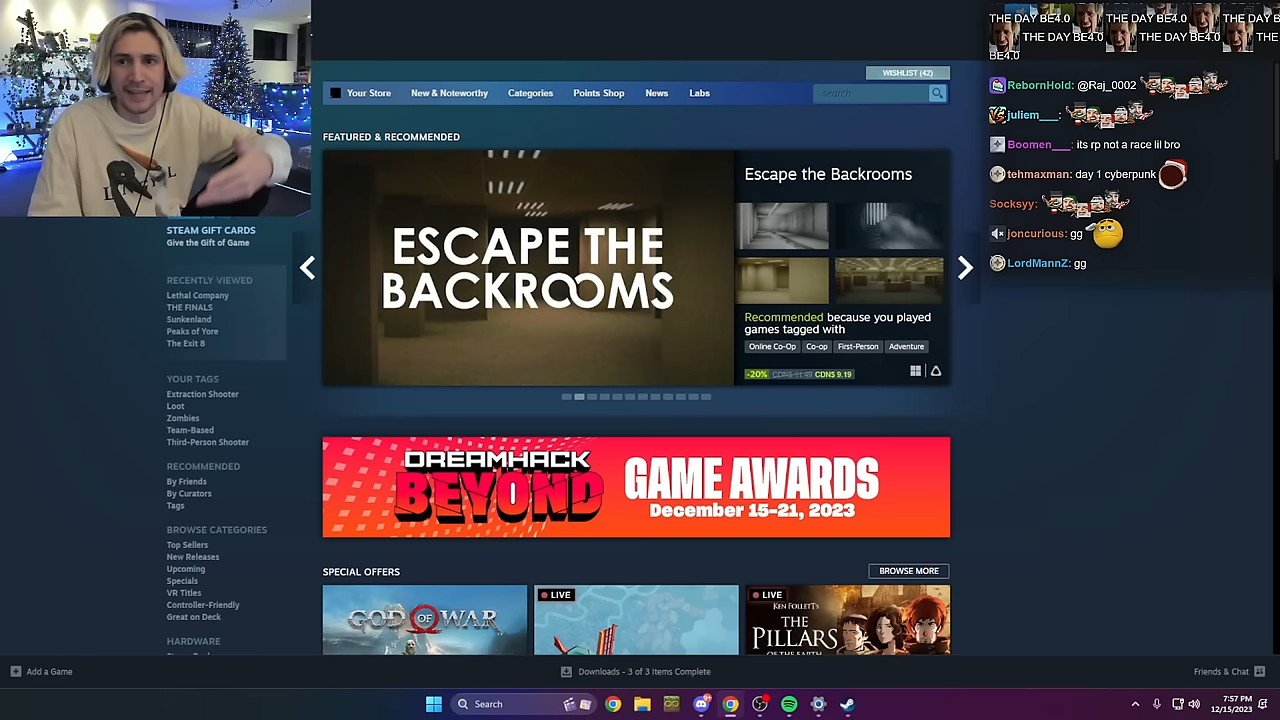 THE DAY BE4.0 THE DAY BE4.0 THE DAY
THE DAY BE4.0 THE DAY BE4.0 THE
BE4.0
RebornHold: @Raj_0002
juliem___:
Boomen___: its rp not a race lil bro
tehmaxman: day 1 cyberpunk
Socksyy:
joncurious: gg
LordMannZ: gg
WISHLIST (42)
Your Store New & Noteworthy Categories Points Shop News Labs search
FEATURED & RECOMMENDED
ESCAPE THE
BACKROOMS
Escape the Backrooms
Recommended because you played
games tagged with
Online Co-Op Co-op First-Person Adventure
-20% CDN$ 11.49 CDN$ 9.19
STEAM GIFT CARDS
Give the Gift of Game
RECENTLY VIEWED
Lethal Company
THE FINALS
Sunkenland
Peaks of Yore
The Exit 8
YOUR TAGS
Extraction Shooter
Loot
Zombies
Team-Based
Third-Person Shooter
RECOMMENDED
By Friends
By Curators
Tags
BROWSE CATEGORIES
Top Sellers
New Releases
Upcoming
Specials
VR Titles
Controller-Friendly
Great on Deck
HARDWARE
DREAMHACK
BEYOND
GAME AWARDS
December 15-21, 2023
SPECIAL OFFERS
BROWSE MORE
GOD OF WAR
LIVE
LIVE
KEN FOLLETT'S
THE
PILLARS
OF THE EARTH
Add a Game
Downloads - 3 of 3 Items Complete
Friends & Chat
Search
7:57 PM
12/15/2023